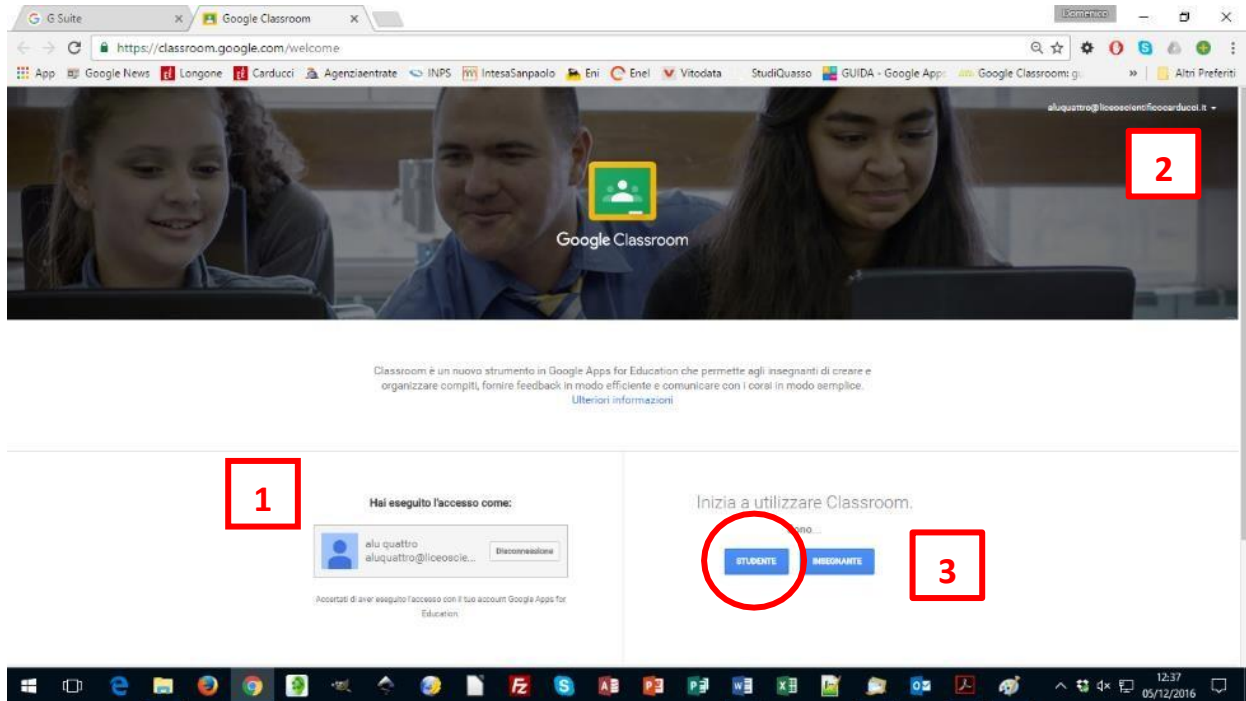 G Suite
Google Classroom
Domenico
https://classroom.google.com/welcome
App Google News Longone Carducci Agenziaentrate INPS IntesaSanpaolo Eni Enel Vitodata StudiQuasso GUIDA - Google App: Google Classroom: g » Altri Preferiti
aluquattro@liceoscientificocarducci.it
2
Google Classroom
Classroom è un nuovo strumento in Google Apps for Education che permette agli insegnanti di creare e
organizzare compiti, fornire feedback in modo efficiente e comunicare con i corsi in modo semplice.
Ulteriori informazioni
1
Hai eseguito l'accesso come:
alu quattro
aluquattro@liceoscie...
Disconnessione
Accertati di aver eseguito l'accesso con il tuo account Google Apps for
Education.
Inizia a utilizzare Classroom.
Sono...
STUDENTE
INSEGNANTE
3
12:37
05/12/2016